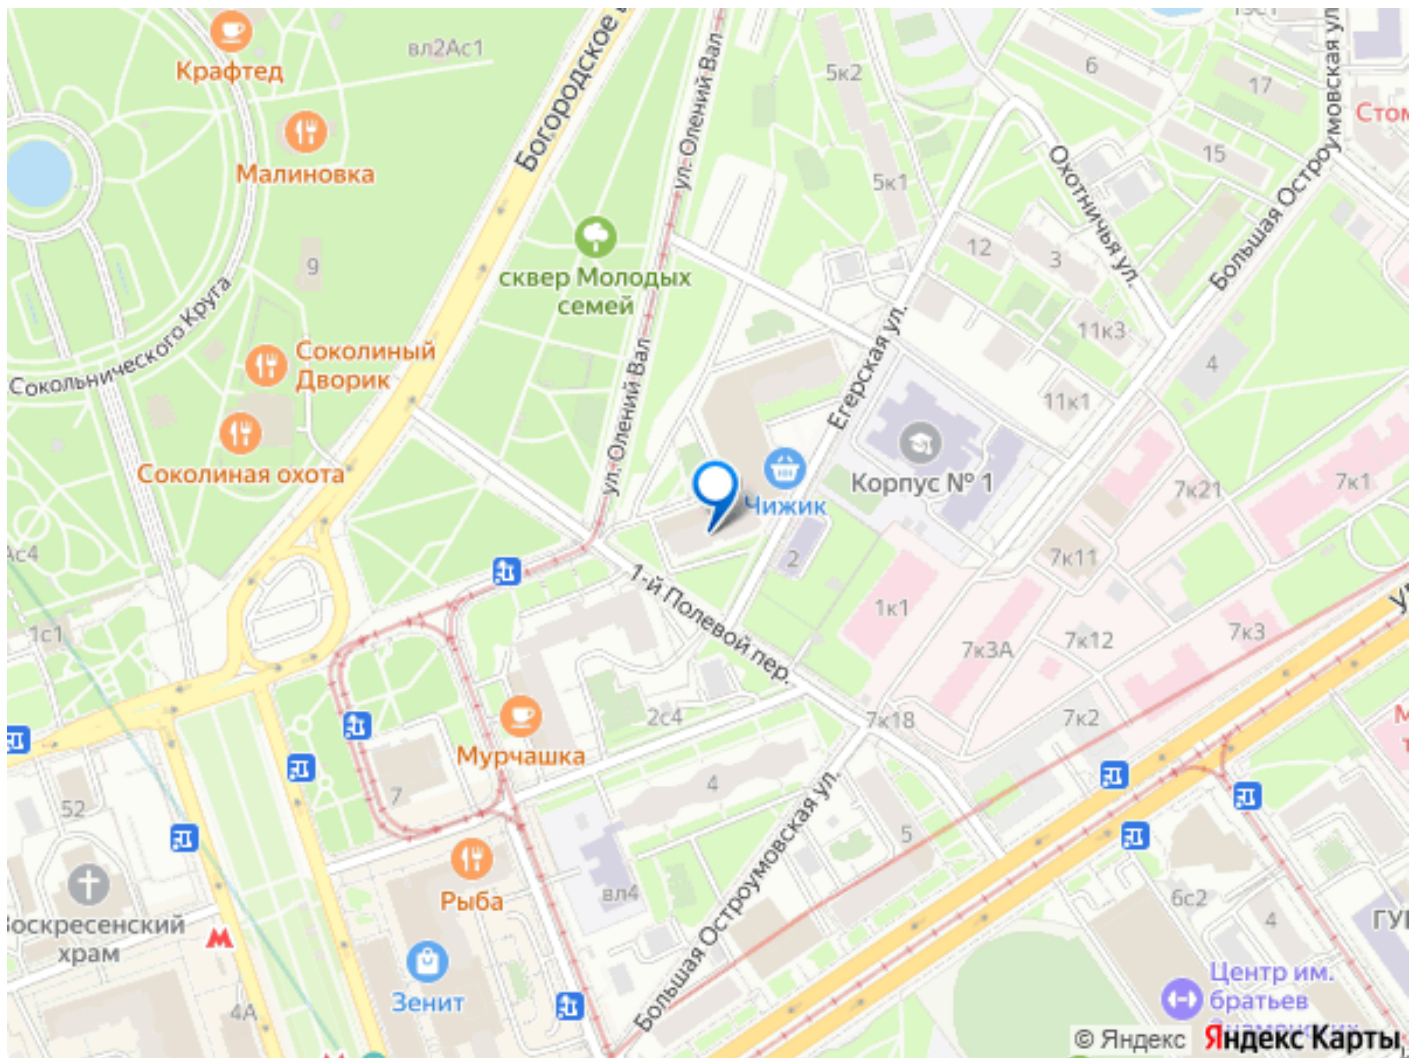 Крафтед
вл2Ас1
Богородское
ул. Олений Вал
5к2
6
17
15
Малиновка
5к1
Охотничья ул.
Большая Остроумовская ул.
12
3
9
сквер Молодых
семей
Сокольнического Круга
Соколиный
Дворик
Соколиная охота
ул. Олений Вал
Егерская ул.
11к3
4
11к1
Корпус № 1
Чижик
7к21
7к1
2
7к11
1-й Полевой пер.
1к1
1с1
7к3А
7к12
7к3
2с4
7к18
7к2
Мурчашка
7
4
52
5
Рыба
вл4
Большая Остроумовская ул.
6с2
4
храм
Зенит
4А
Центр им.
братьев
Знаменских
© Яндекс Яндекс Карты